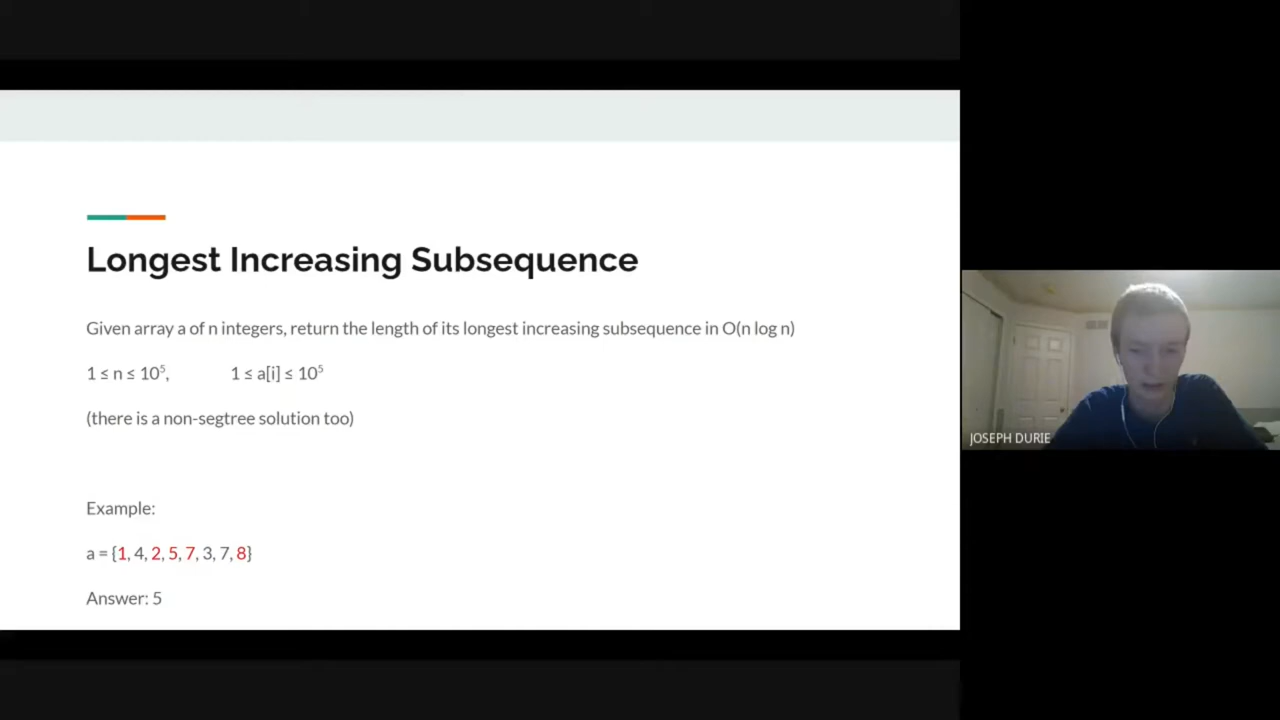 Longest Increasing Subsequence
Given array a of n integers, return the length of its longest increasing subsequence in O(n log n)
1 ≤ n ≤ 10⁵, 1 ≤ a[i] ≤ 10⁵
(there is a non-segtree solution too)
Example:
a = {1, 4, 2, 5, 7, 3, 7, 8}
Answer: 5
JOSEPH DURIE